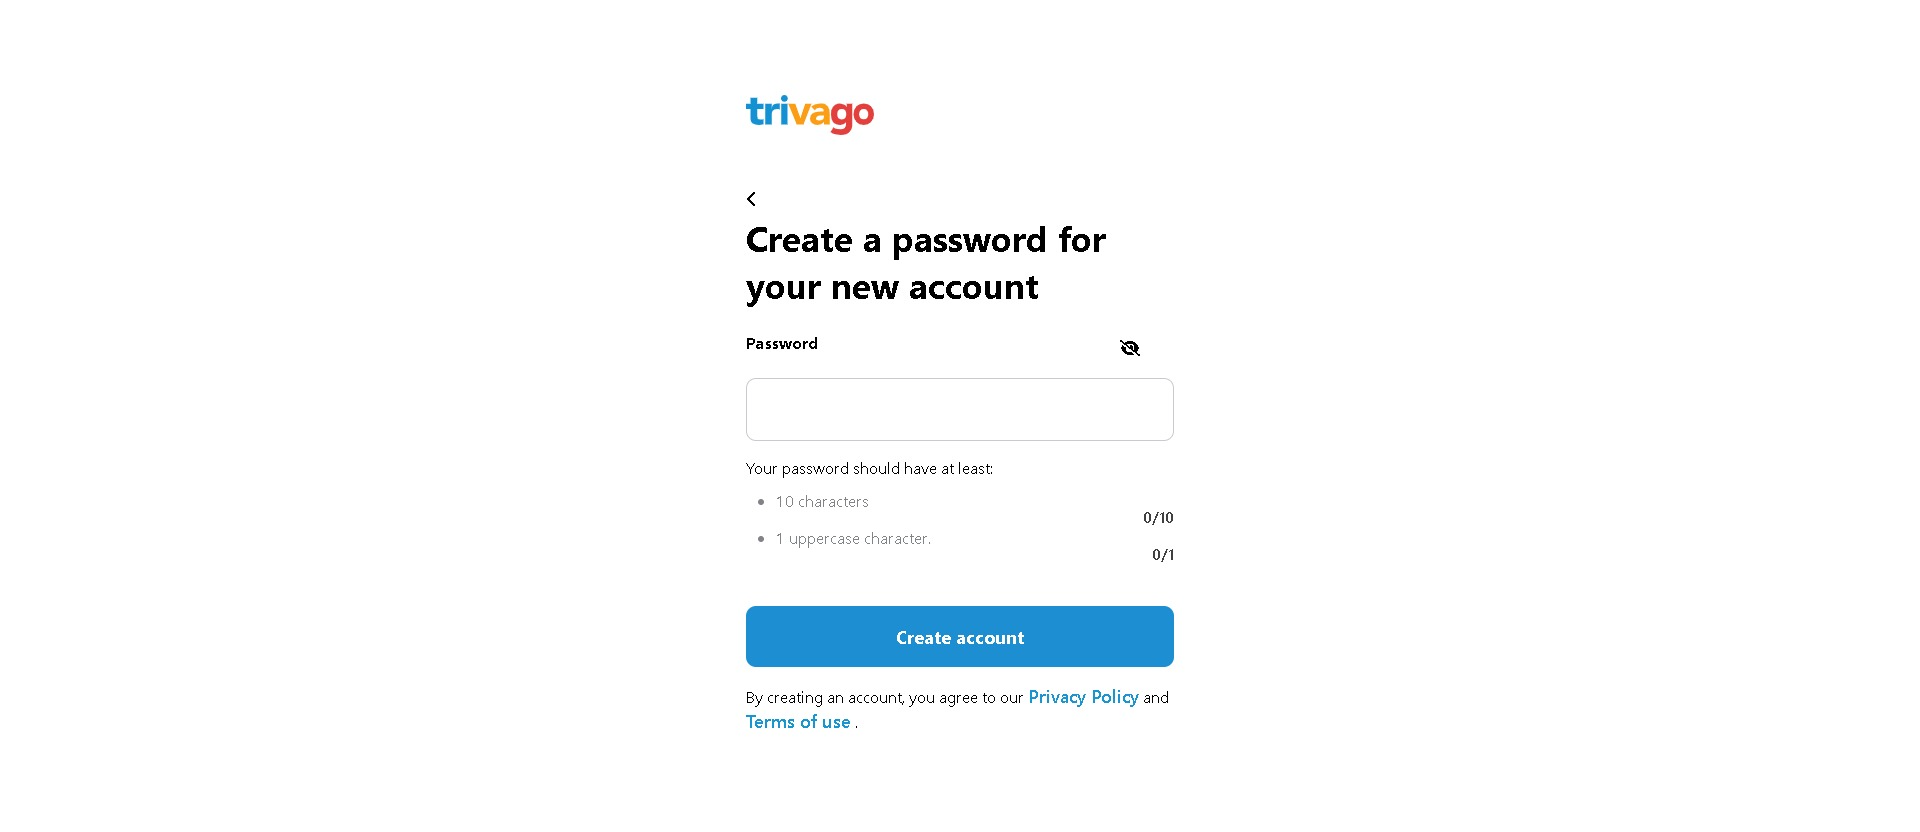 trivago
Create a password for
your new account
Password
Your password should have at least:
• 10 characters
0/10
• 1 uppercase character.
0/1
Create account
By creating an account, you agree to our Privacy Policy and
Terms of use .